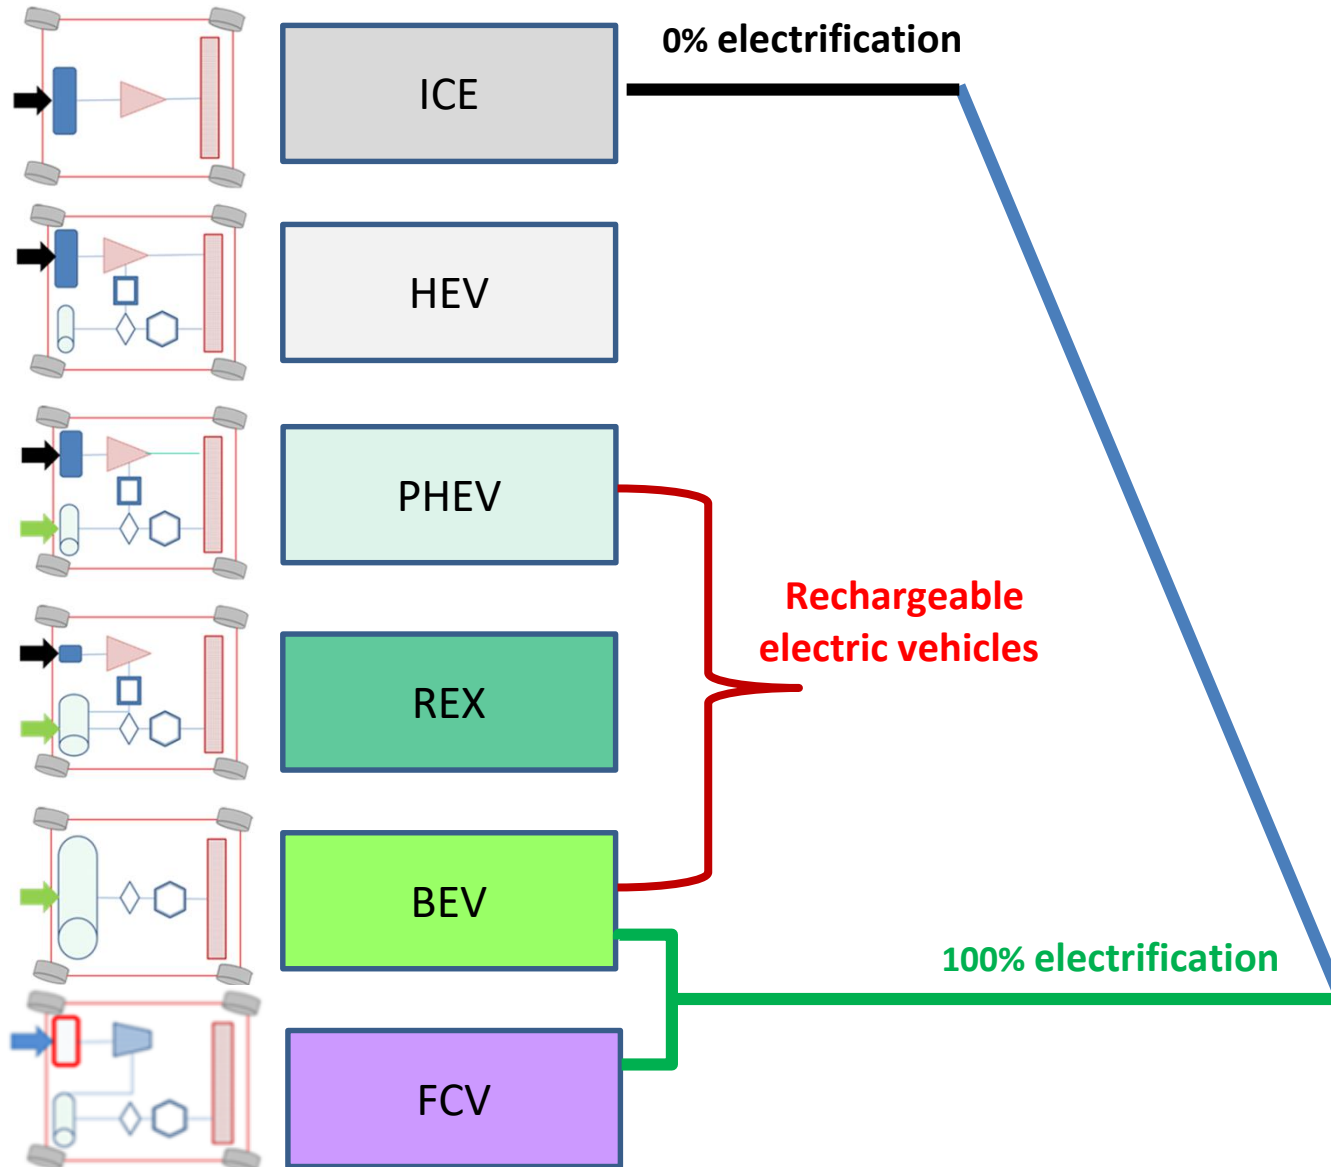 0% electrification
ICE
HEV
PHEV
Rechargeable
electric vehicles
REX
BEV
100% electrification
FCV